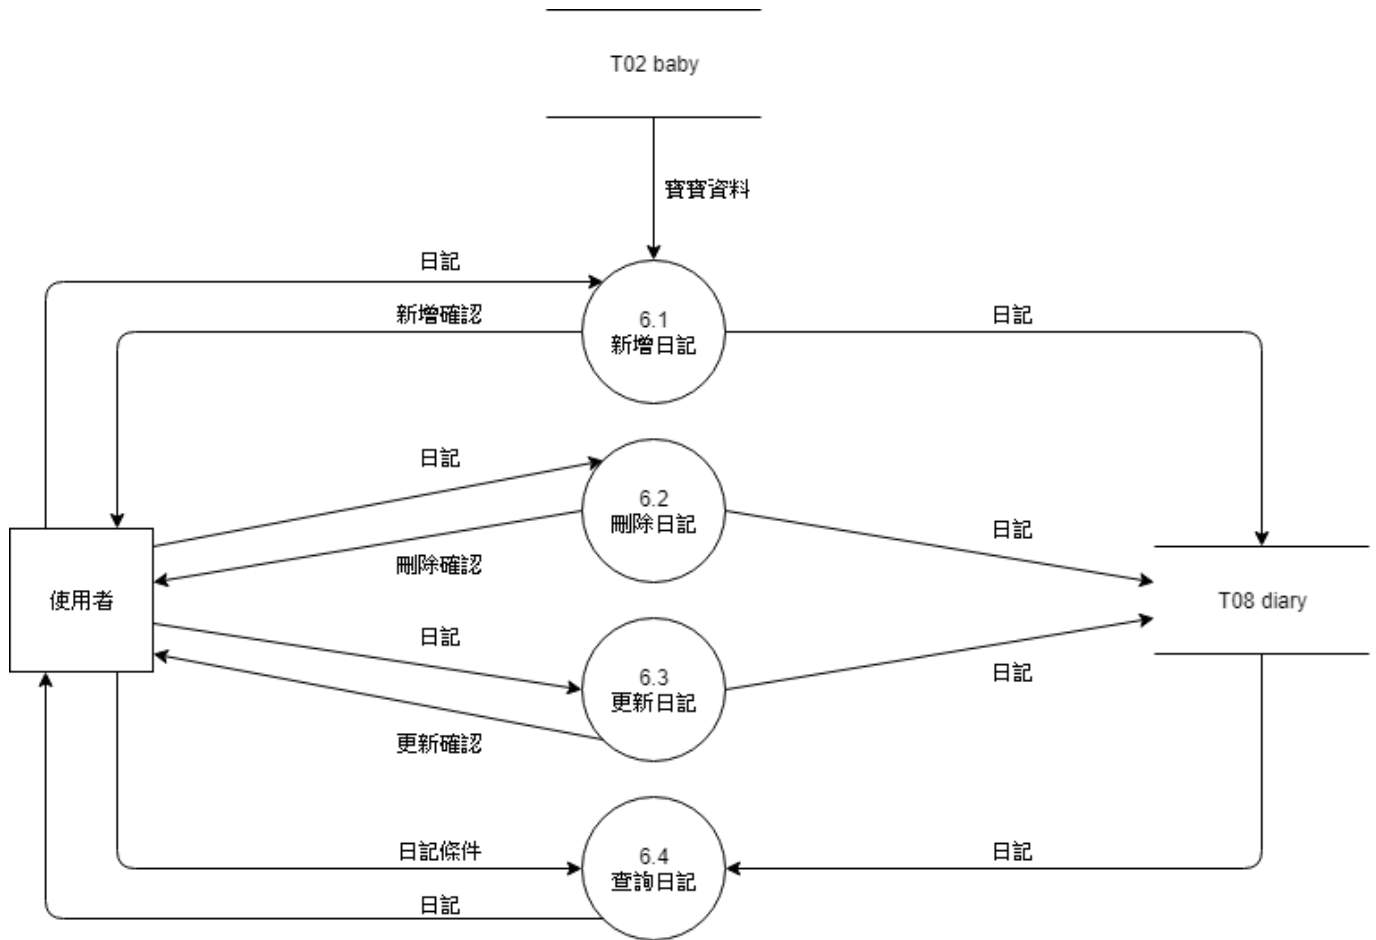 T02 baby
寶寶資料
日記
新增確認
6.1
新增日記
日記
日記
刪除確認
6.2
刪除日記
日記
使用者
T08 diary
日記
更新確認
6.3
更新日記
日記
日記條件
日記
6.4
查詢日記
日記